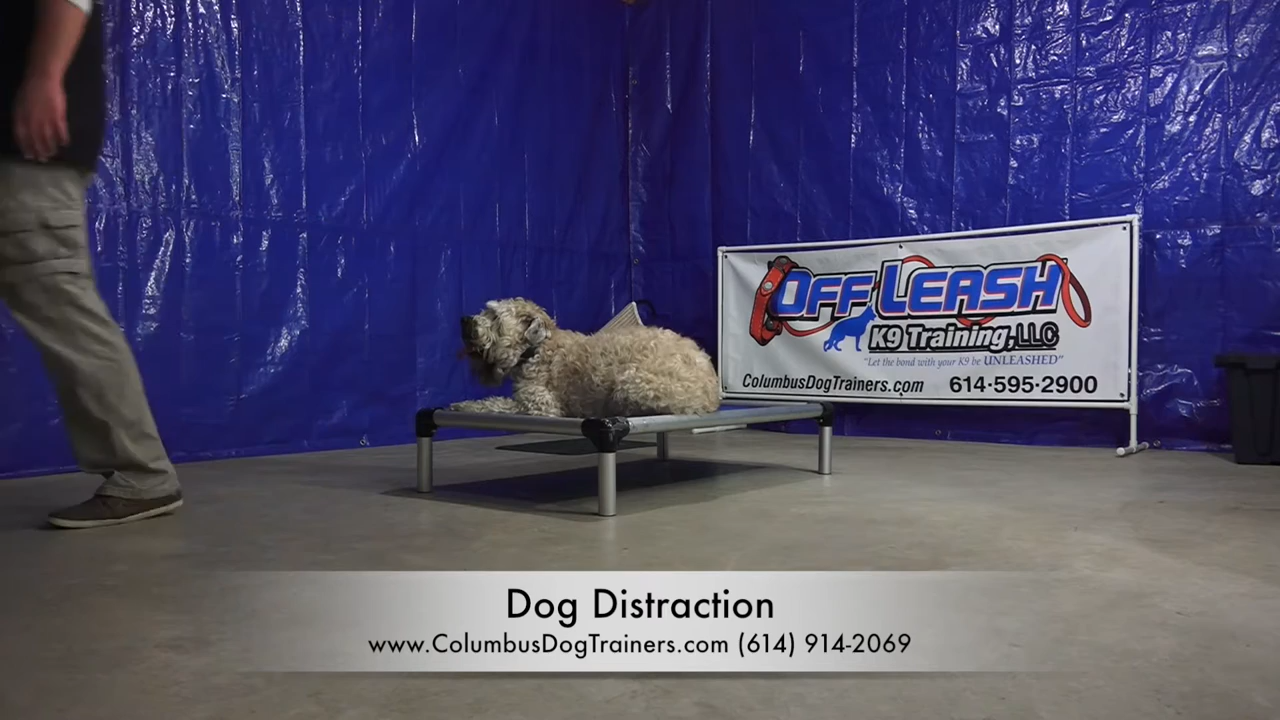 OFF LEASH
K9 Training, LLC
"Let the bond with your K9 be UNLEASHED"
ColumbusDogTrainers.com 614-595-2900
Dog Distraction
www.ColumbusDogTrainers.com (614) 914-2069